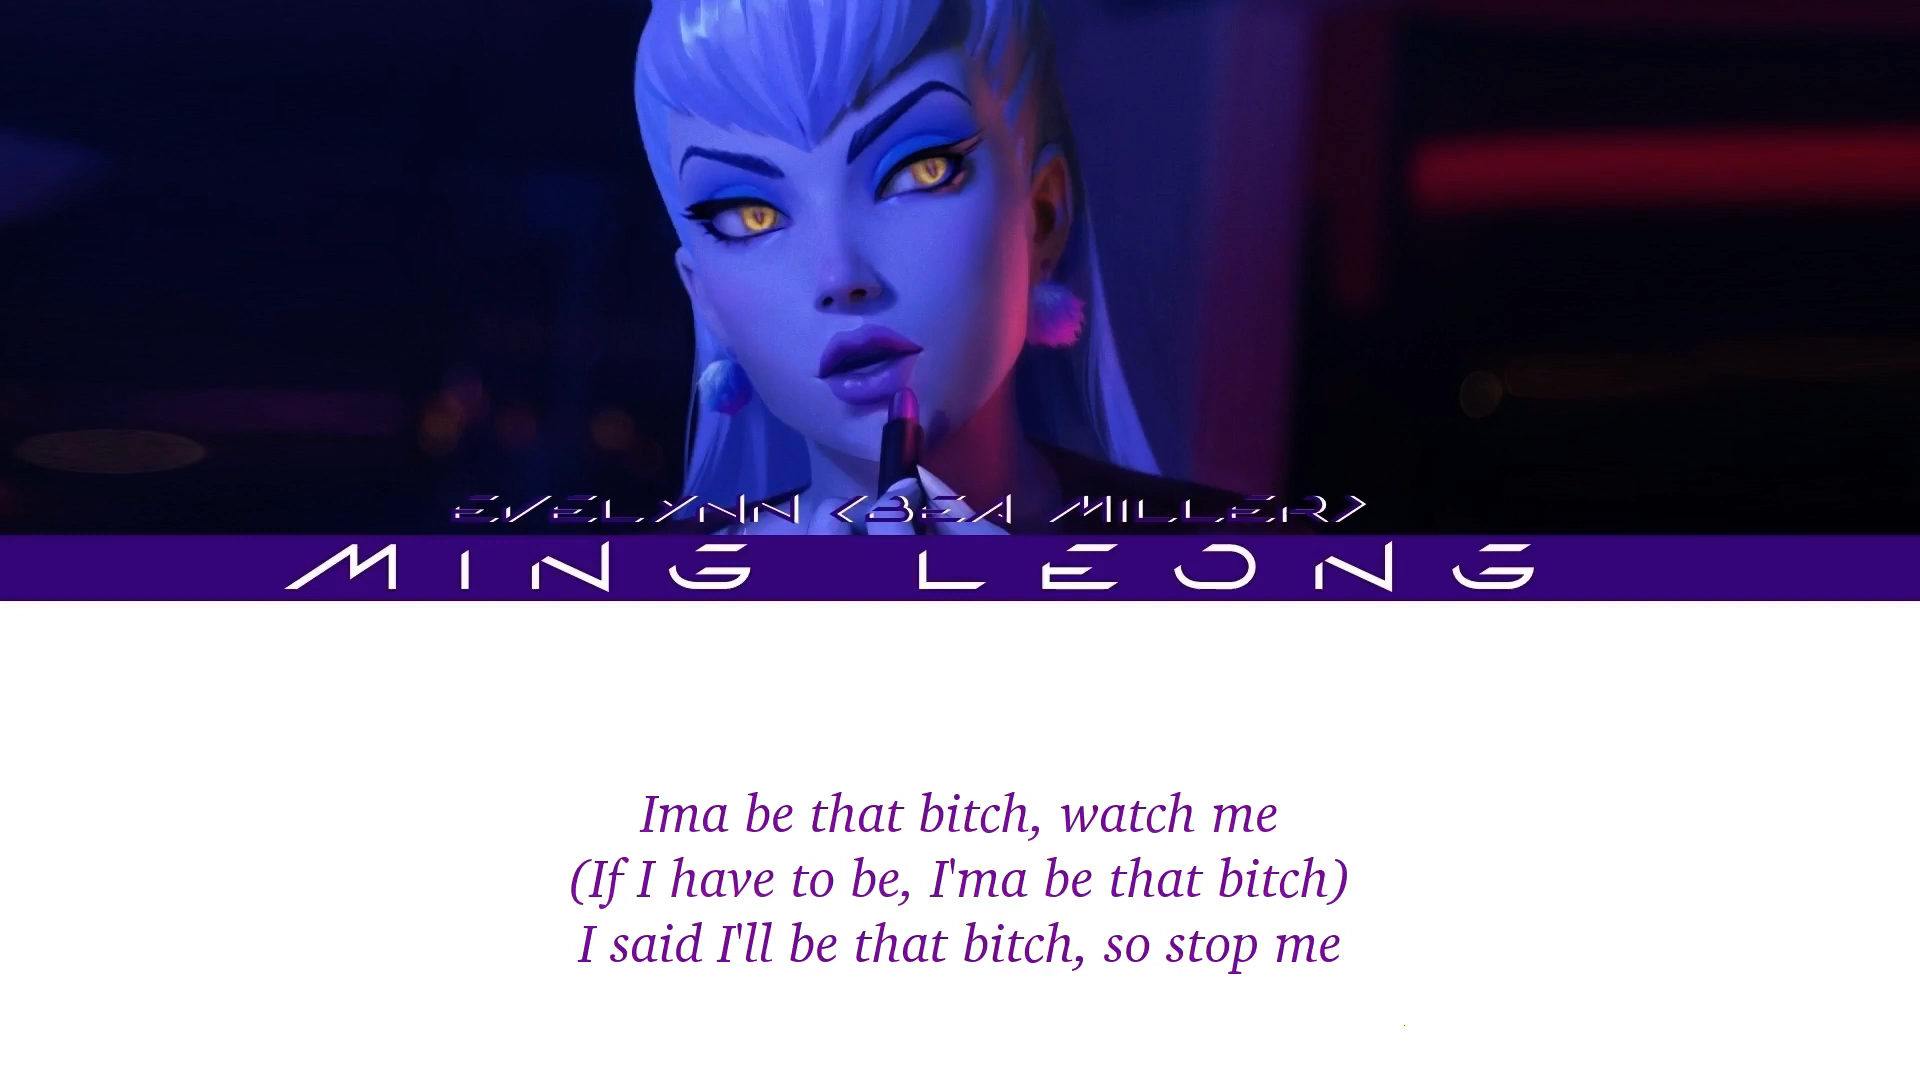 EVELYNN <BEA MILLER>
MING LEONG
Ima be that bitch, watch me
(If I have to be, I'ma be that bitch)
I said I'll be that bitch, so stop me